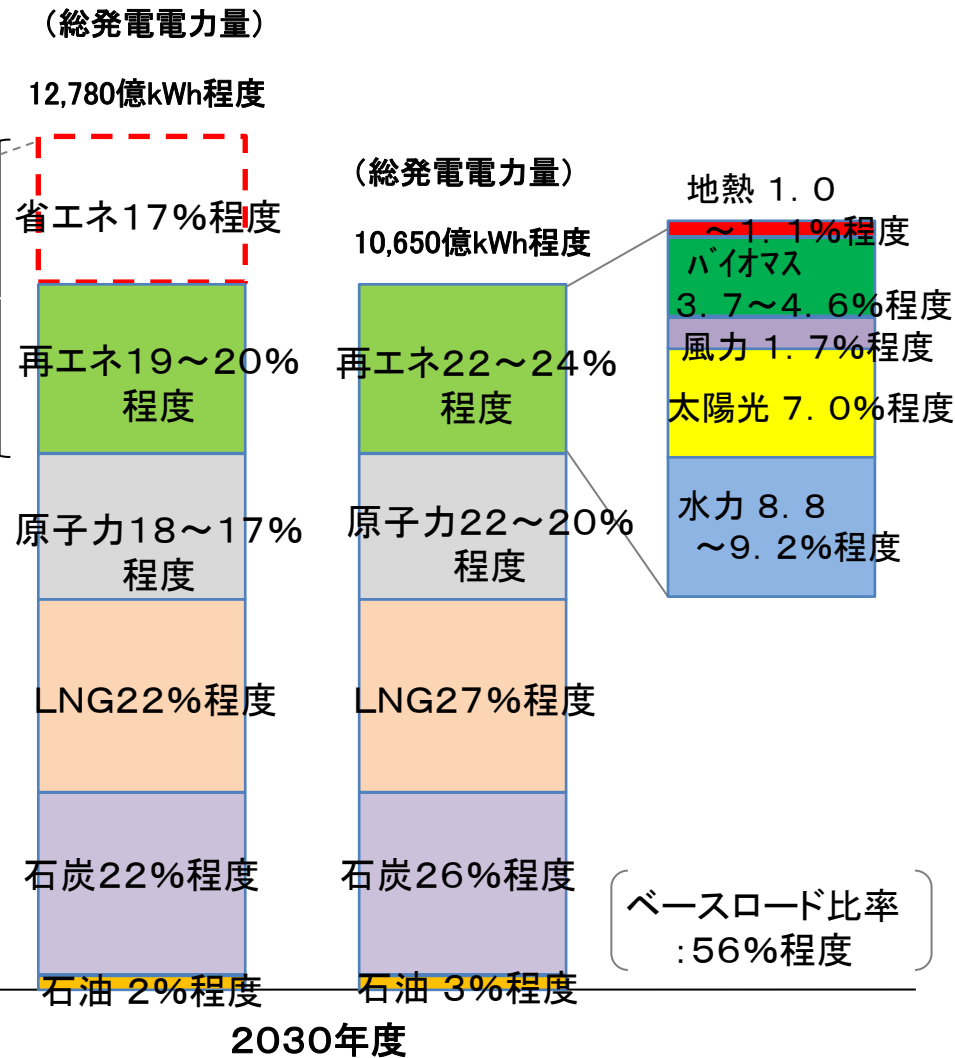 （総発電電力量）
12,780億kWh程度
省エネ17％程度
再エネ19～20％
程度
原子力18～17％
程度
LNG22％程度
石炭22％程度
石油 2％程度
（総発電電力量）
10,650億kWh程度
再エネ22～24％
程度
原子力22～20％
程度
LNG27％程度
石炭26％程度
石油 3％程度
地熱 1．0
～1．1％程度
ﾊﾞｲｵﾏｽ
3．7～4．6％程度
風力 1．7％程度
太陽光 7．0％程度
水力 8．8
～9．2％程度
ベースロード比率
：56％程度
2030年度